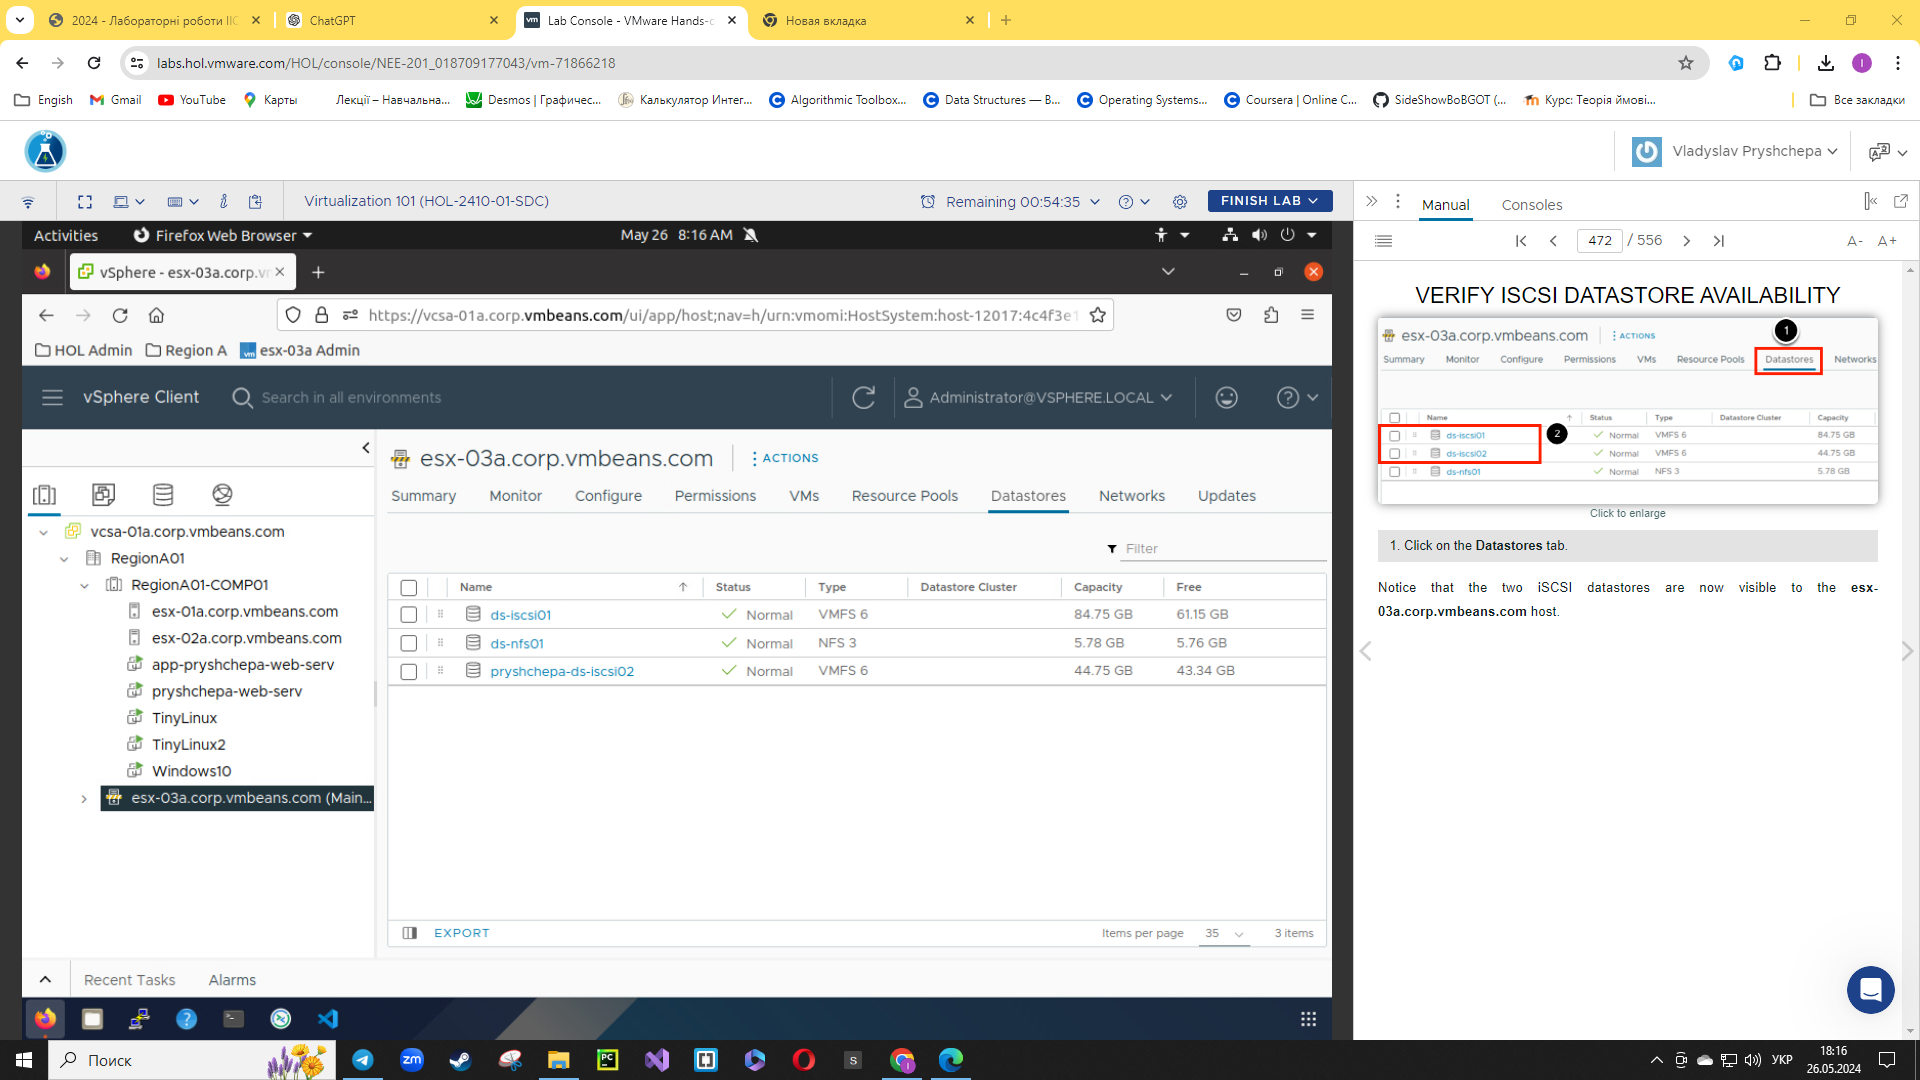 2024 - Лабораторні роботи ІІС
ChatGPT
Lab Console - VMware Hands-o
Новая вкладка
labs.hol.vmware.com/HOL/console/NEE-201_018709177043/vm-71866218
Engish
Gmail
YouTube
Карты
Лекції – Навчальна...
Desmos | Графичес...
Калькулятор Интег...
Algorithmic Toolbox...
Data Structures — В...
Operating Systems...
Coursera | Online C...
SideShowBoBGOT (...
Курс: Теорія ймові...
Все закладки
Vladyslav Pryshchepa
Virtualization 101 (HOL-2410-01-SDC)
Remaining 00:54:35
FINISH LAB
Manual
Consoles
Activities
Firefox Web Browser
May 26 8:16 AM
472 / 556
A- A+
vSphere - esx-03a.corp.vr
https://vcsa-01a.corp.vmbeans.com/ui/app/host;nav=h/urn:vmomi:HostSystem:host-12017:4c4f3e1
HOL Admin
Region A
esx-03a Admin
vSphere Client
Search in all environments
Administrator@VSPHERE.LOCAL
esx-03a.corp.vmbeans.com
ACTIONS
Summary
Monitor
Configure
Permissions
VMs
Resource Pools
Datastores
Networks
Updates
vcsa-01a.corp.vmbeans.com
RegionA01
RegionA01-COMP01
esx-01a.corp.vmbeans.com
esx-02a.corp.vmbeans.com
app-pryshchepa-web-serv
pryshchepa-web-serv
TinyLinux
TinyLinux2
Windows10
esx-03a.corp.vmbeans.com (Main...
Filter
Name Status Type Datastore Cluster Capacity Free
ds-iscsi01 Normal VMFS 6 84.75 GB 61.15 GB
ds-nfs01 Normal NFS 3 5.78 GB 5.76 GB
pryshchepa-ds-iscsi02 Normal VMFS 6 44.75 GB 43.34 GB
EXPORT
Items per page 35 3 items
Recent Tasks
Alarms
VERIFY ISCSI DATASTORE AVAILABILITY
esx-03a.corp.vmbeans.com
ACTIONS
1
Summary Monitor Configure Permissions VMs Resource Pools Datastores Networks
Name Status Type Datastore Cluster Capacity
ds-iscsi01 Normal VMFS 6 84.75 GB
2
ds-iscsi02 Normal VMFS 6 44.75 GB
ds-nfs01 Normal NFS 3 5.78 GB
Click to enlarge
1. Click on the Datastores tab.
Notice that the two iSCSI datastores are now visible to the esx-
03a.corp.vmbeans.com host.
Поиск
УКР
18:16
26.05.2024